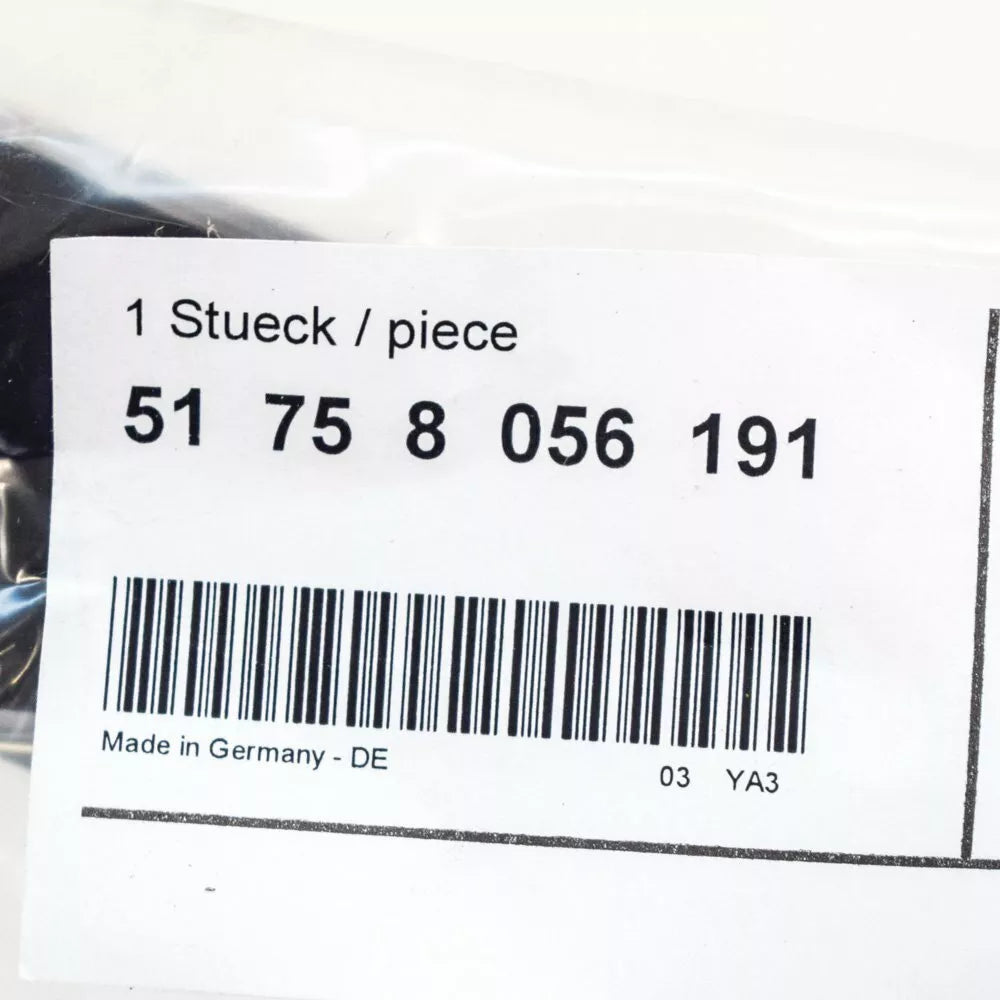 1 Stueck / piece
51 75 8 056 191
Made in Germany - DE
03 YA3